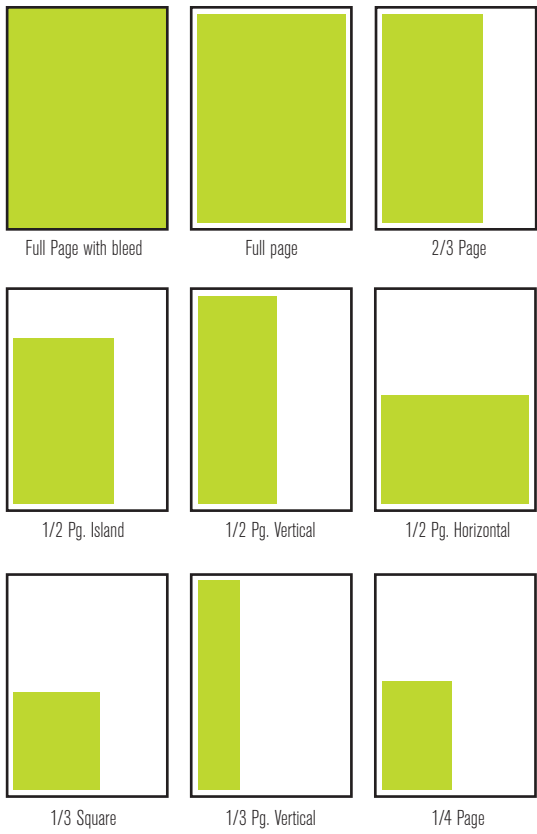 Full Page with bleed
Full page
2/3 Page
1/2 Pg. Island
1/2 Pg. Vertical
1/2 Pg. Horizontal
1/3 Square
1/3 Pg. Vertical
1/4 Page